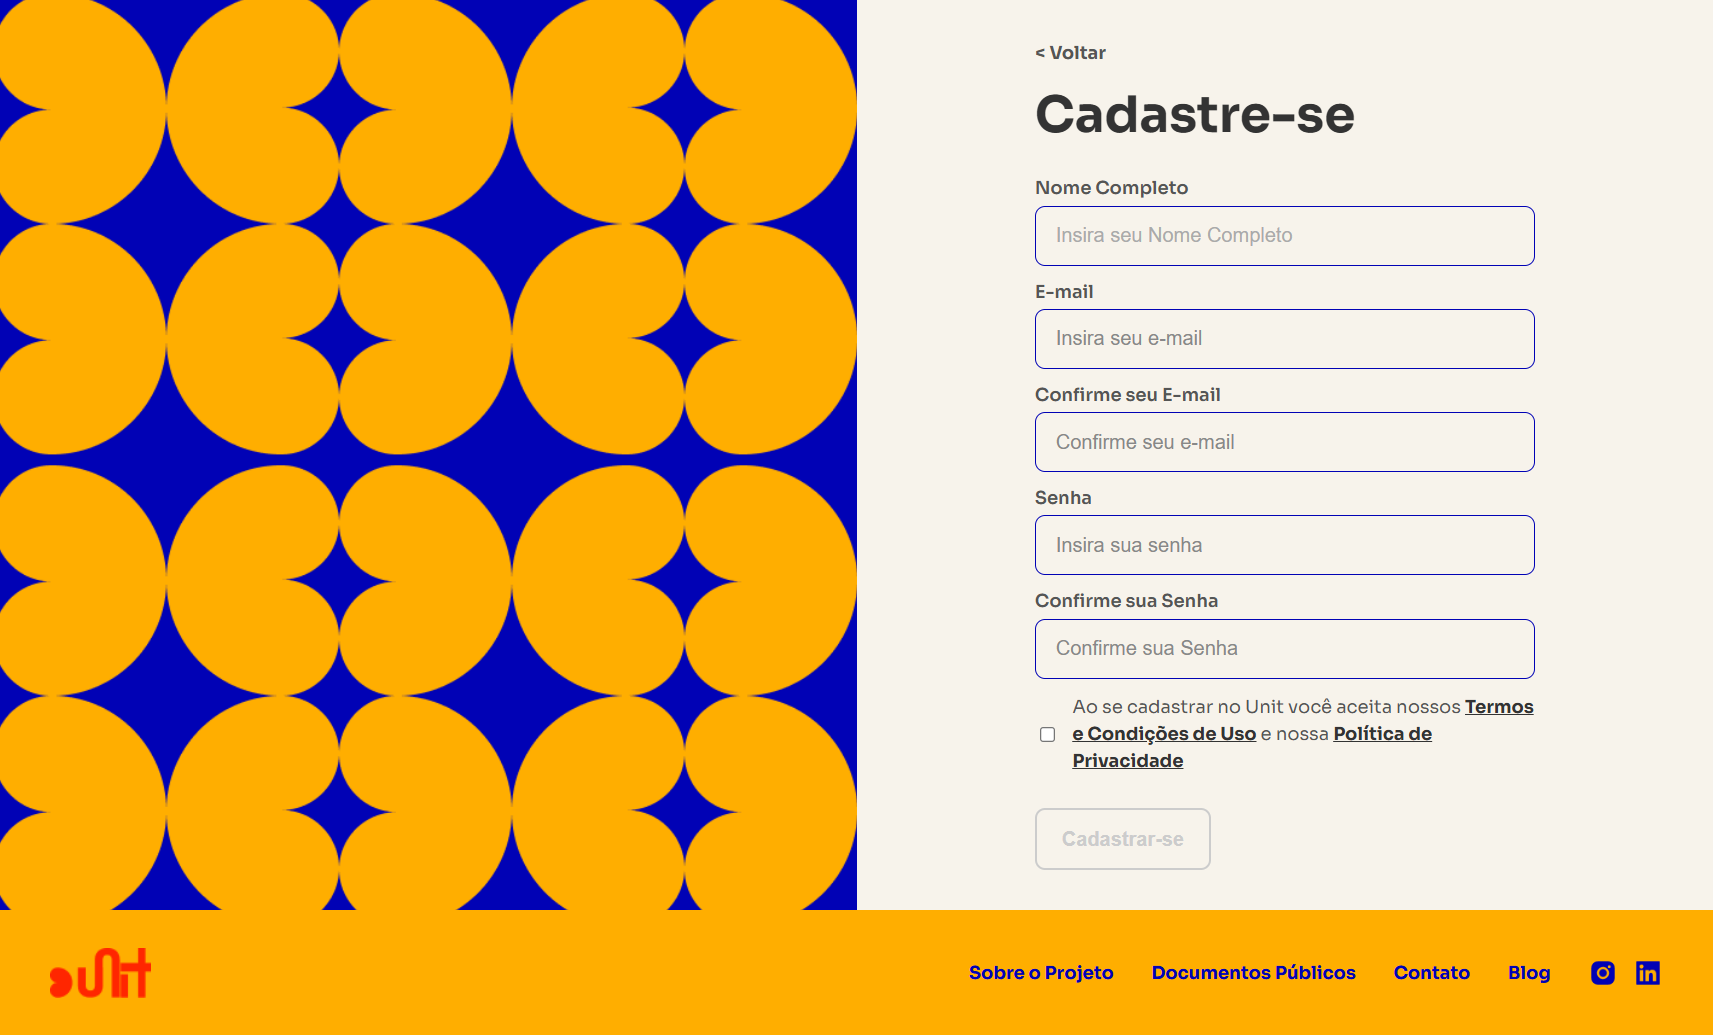 < Voltar
Cadastre-se
Nome Completo
Insira seu Nome Completo
E-mail
Insira seu e-mail
Confirme seu E-mail
Confirme seu e-mail
Senha
Insira sua senha
Confirme sua Senha
Confirme sua Senha
Ao se cadastrar no Unit você aceita nossos Termos
e Condições de Uso e nossa Política de
Privacidade
Cadastrar-se
unit
Sobre o Projeto
Documentos Públicos
Contato
Blog
in